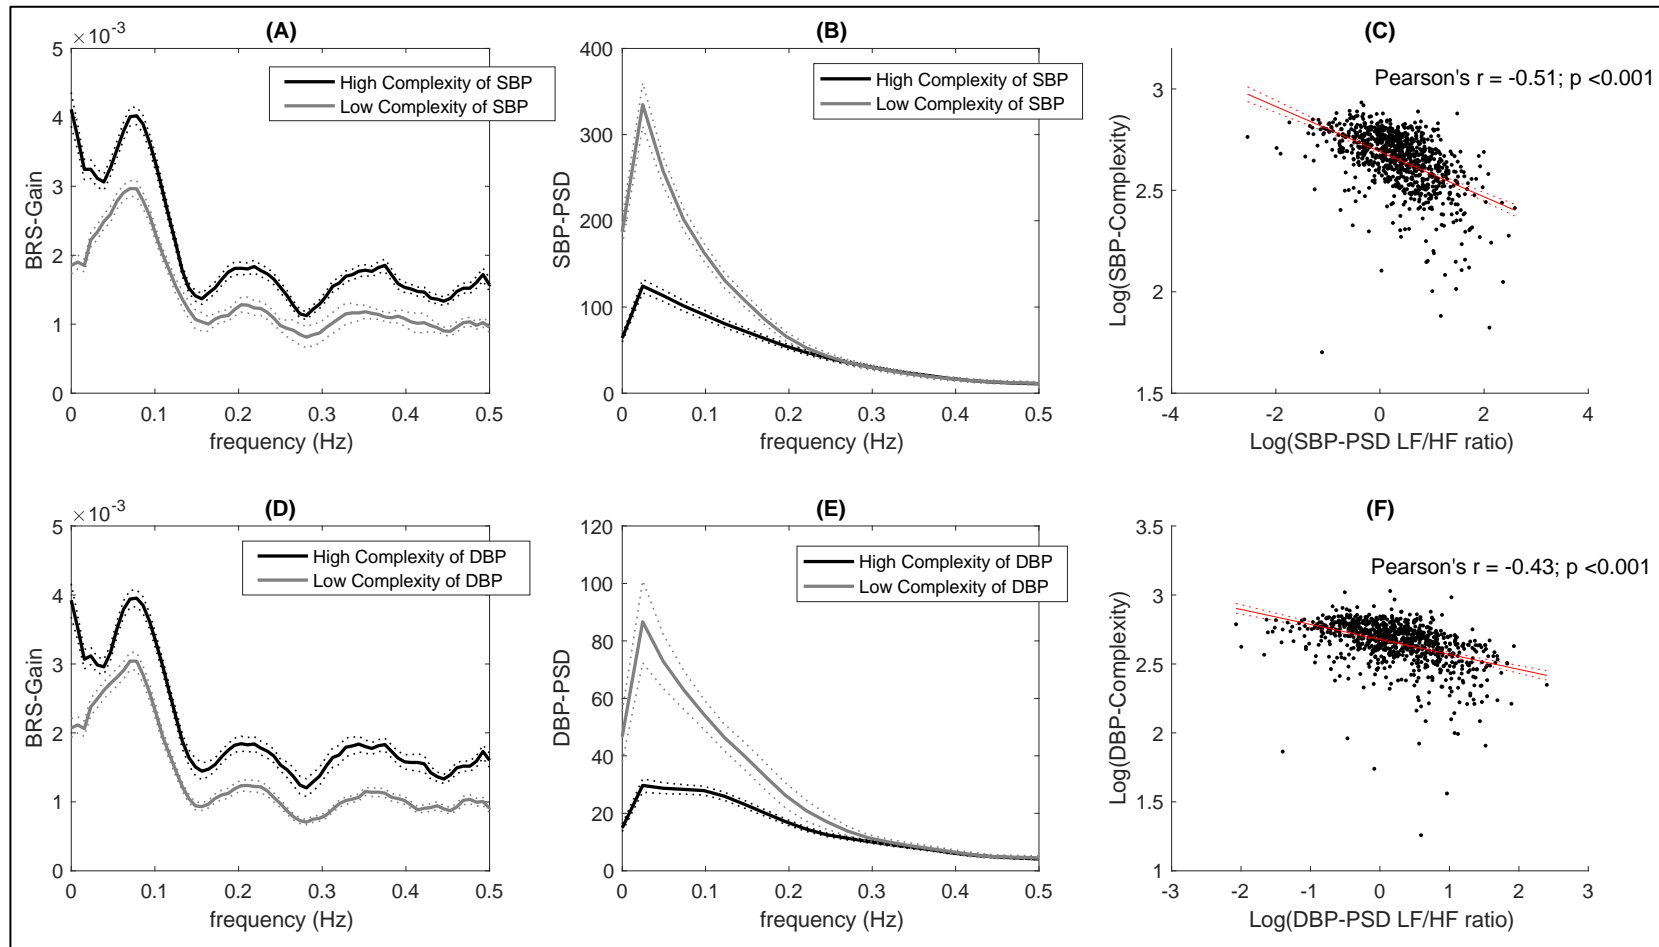 (A)
×10⁻³
5
4
3
2
1
0
BRS-Gain
High Complexity of SBP
Low Complexity of SBP
0 0.1 0.2 0.3 0.4 0.5
frequency (Hz)
(B)
400
300
200
100
0
SBP-PSD
High Complexity of SBP
Low Complexity of SBP
0 0.1 0.2 0.3 0.4 0.5
frequency (Hz)
(C)
Pearson's r = -0.51; p <0.001
3
2.5
2
1.5
Log(SBP-Complexity)
-4 -2 0 2 4
Log(SBP-PSD LF/HF ratio)
(D)
×10⁻³
5
4
3
2
1
0
BRS-Gain
High Complexity of DBP
Low Complexity of DBP
0 0.1 0.2 0.3 0.4 0.5
frequency (Hz)
(E)
120
100
80
60
40
20
0
DBP-PSD
High Complexity of DBP
Low Complexity of DBP
0 0.1 0.2 0.3 0.4 0.5
frequency (Hz)
(F)
3.5
Pearson's r = -0.43; p <0.001
3
2.5
2
1.5
1
Log(DBP-Complexity)
-3 -2 -1 0 1 2 3
Log(DBP-PSD LF/HF ratio)